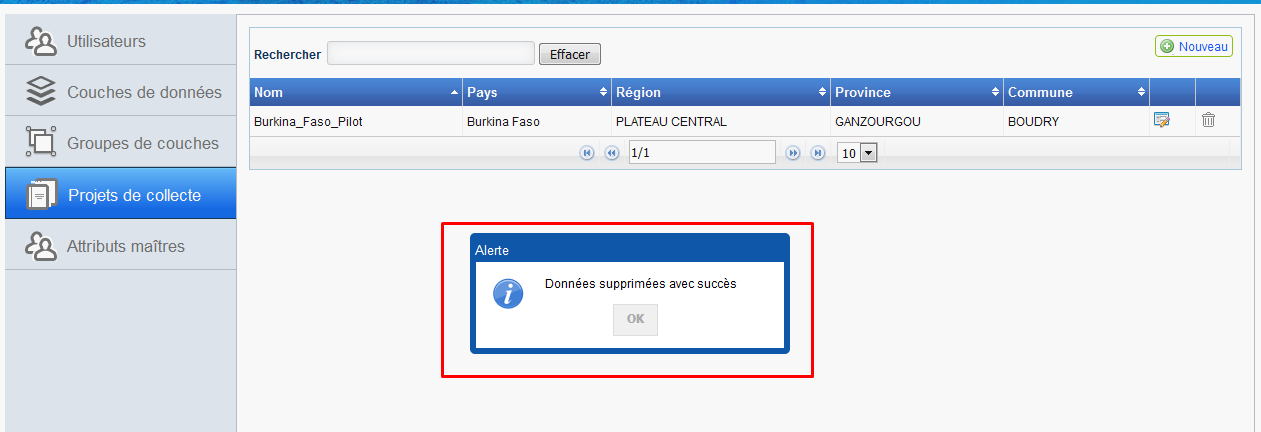 Utilisateurs
Couches de données
Groupes de couches
Projets de collecte
Attributs maîtres
Rechercher Effacer
Nouveau
Nom Pays Région Province Commune
Burkina_Faso_Pilot Burkina Faso PLATEAU CENTRAL GANZOURGOU BOUDRY
1/1 10
Alerte
Données supprimées avec succès
OK